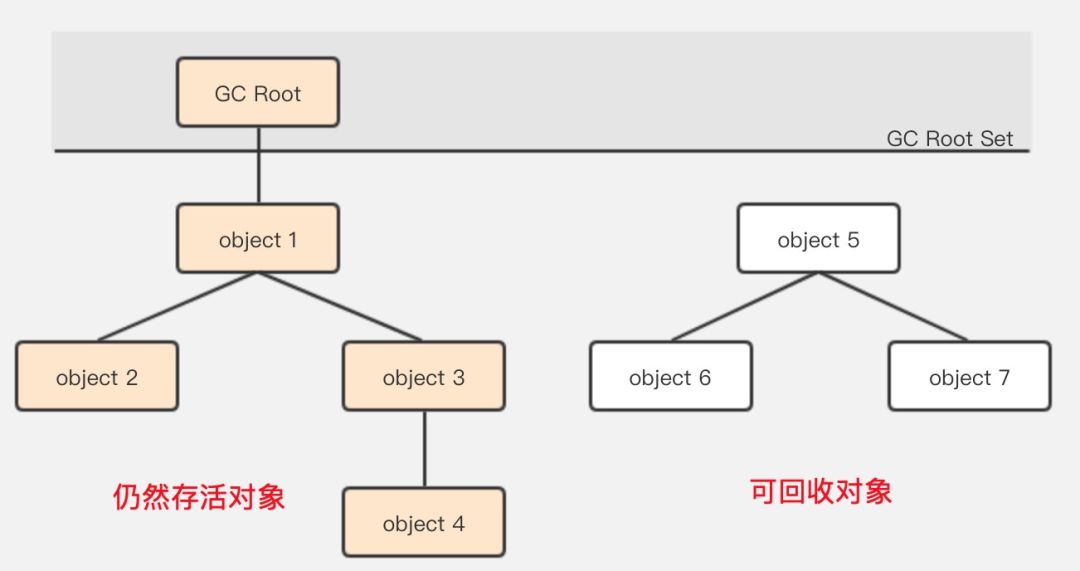 GC Root
GC Root Set
object 1
object 5
object 2
object 3
object 6
object 7
仍然存活对象
可回收对象
object 4